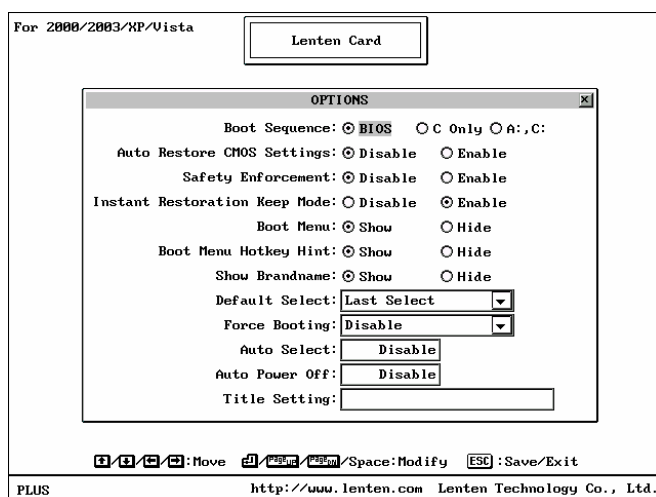 For 2000/2003/XP/Vista
Lenten Card
OPTIONS
Boot Sequence: BIOS C Only A:,C:
Auto Restore CMOS Settings: Disable Enable
Safety Enforcement: Disable Enable
Instant Restoration Keep Mode: Disable Enable
Boot Menu: Show Hide
Boot Menu Hotkey Hint: Show Hide
Show Brandname: Show Hide
Default Select: Last Select
Force Booting: Disable
Auto Select: Disable
Auto Power Off: Disable
Title Setting:
↑/↓/←/→:Move ↵/PageUP/PageDN/Space:Modify ESC:Save/Exit
PLUS http://www.lenten.com Lenten Technology Co., Ltd.